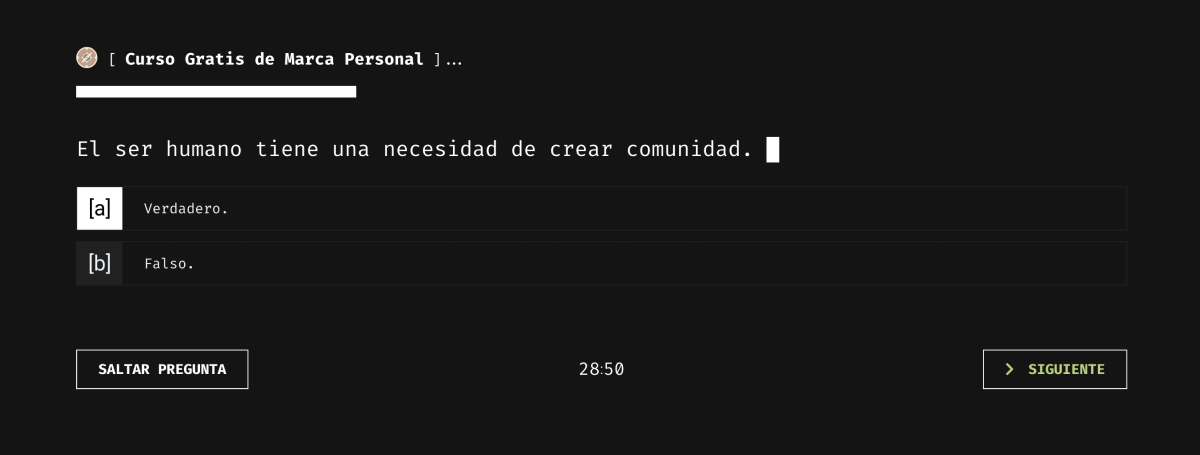 [ Curso Gratis de Marca Personal ]...
El ser humano tiene una necesidad de crear comunidad.
[a] Verdadero.
[b] Falso.
SALTAR PREGUNTA 28:50 > SIGUIENTE